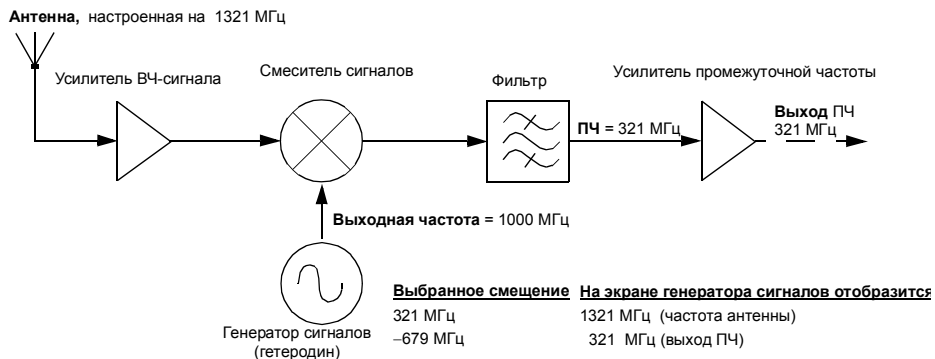 Антенна, настроенная на 1321 МГц
Усилитель ВЧ-сигнала
Смеситель сигналов
Фильтр
Усилитель промежуточной частоты
ПЧ = 321 МГц
Выход ПЧ
321 МГц
Выходная частота = 1000 МГц
Генератор сигналов
(гетеродин)
Выбранное смещение На экране генератора сигналов отобразится
321 МГц 1321 МГц (частота антенны)
–679 МГц 321 МГц (выход ПЧ)